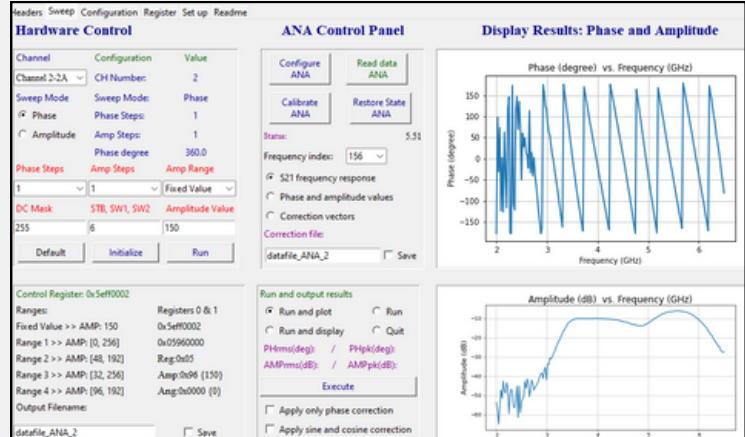 Headers Sweep Configuration Register Set up Readme
Hardware Control
Channel Configuration Value
Channel 2-2A CH Number: 2
Sweep Mode Sweep Mode: Phase
Phase Phase Steps: 1
Amplitude Amp Steps: 1
Phase degree 360.0
Phase Steps Amp Steps Amp Range
1 1 Fixed Value
DC Mask STB, SW1, SW2 Amplitude Value
255 6 150
Default Initialize Run
Control Register: 0x5eff0002
Ranges: Registers 0 & 1
Fixed Value >> AMP: 150 0x5eff0002
Range 1 >> AMP: [0, 256] 0x05960000
Range 2 >> AMP: [48, 192] Reg:0x05
Range 3 >> AMP: [32, 256] Amp:0x96 {150}
Range 4 >> AMP: [96, 192] Ang:0x0000 {0}
Output Filename:
datafile_ANA_2 Save
ANA Control Panel
Configure ANA Read data ANA
Calibrate ANA Restore State ANA
Status: 5.51
Frequency index: 156
S21 frequency response
Phase and amplitude values
Correction vectors
Correction file:
datafile_ANA_2 Save
Run and output results
Run and plot Run
Run and display Quit
PHrms(deg): / PHpk(deg):
AMPrms(dB): / AMPpk(dB):
Execute
Apply only phase correction
Apply sine and cosine correction
Display Results: Phase and Amplitude
Phase (degree) vs. Frequency (GHz)
Phase (degree)
150
100
50
0
−50
−100
−150
2 3 4 5 6
Frequency (GHz)
Amplitude (dB) vs. Frequency (GHz)
Amplitude (dB)
−10
−20
−30
−40
−50
−60